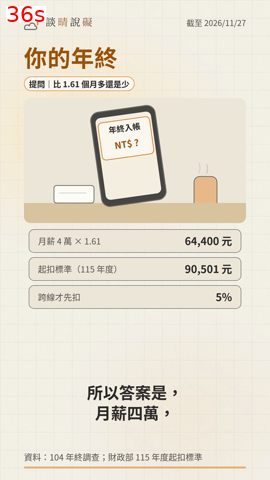 36s
談晴說礙
截至 2026/11/27
你的年終
提問｜比 1.61 個月多還是少
年終入帳
NT$ ?
月薪 4 萬 × 1.61
64,400 元
起扣標準（115 年度）
90,501 元
跨線才先扣
5%
所以答案是，
月薪四萬，
資料：104 年終調查；財政部 115 年度起扣標準